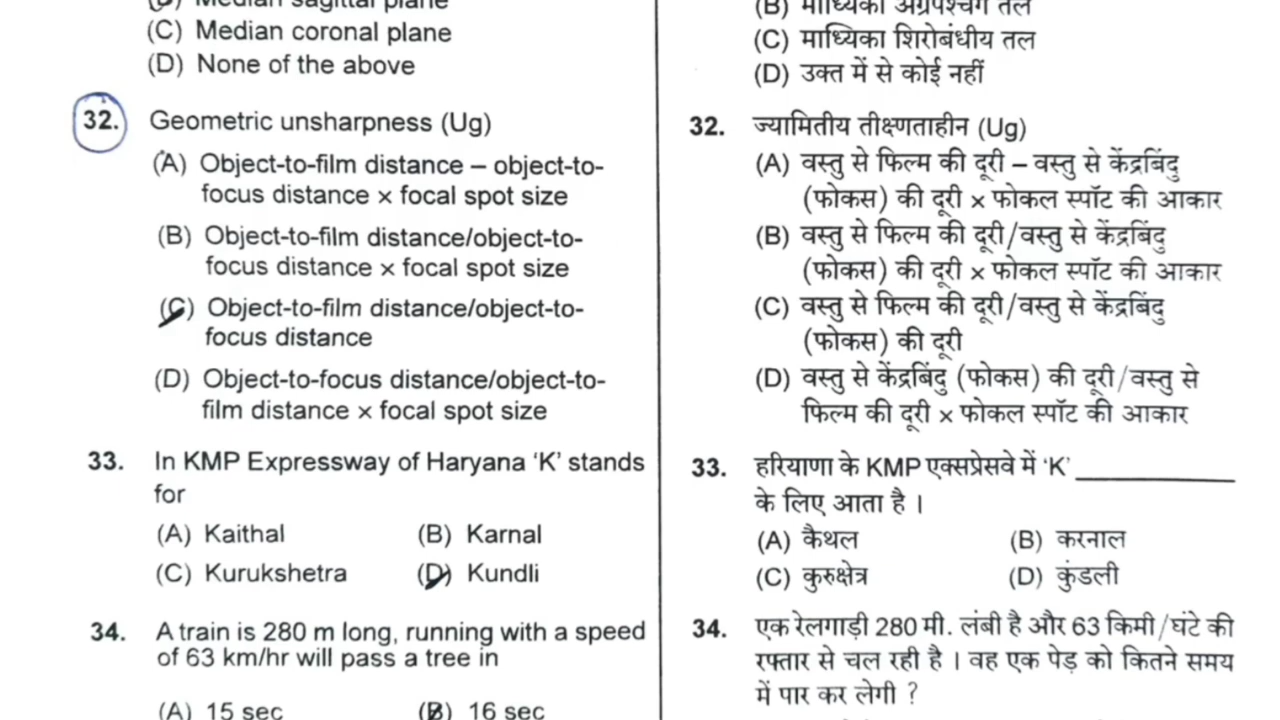 (B) Median sagittal plane
(C) Median coronal plane
(D) None of the above
32. Geometric unsharpness (Ug)
(A) Object-to-film distance – object-to-
focus distance × focal spot size
(B) Object-to-film distance/object-to-
focus distance × focal spot size
(C) Object-to-film distance/object-to-
focus distance
(D) Object-to-focus distance/object-to-
film distance × focal spot size
33. In KMP Expressway of Haryana ‘K’ stands
for
(A) Kaithal (B) Karnal
(C) Kurukshetra (D) Kundli
34. A train is 280 m long, running with a speed
of 63 km/hr will pass a tree in
(A) 15 sec (B) 16 sec
(B) माध्यिका अग्रपश्चग तल
(C) माध्यिका शिरोबंधीय तल
(D) उक्त में से कोई नहीं
32. ज्यामितीय तीक्ष्णताहीन (Ug)
(A) वस्तु से फिल्म की दूरी – वस्तु से केंद्रबिंदु
(फोकस) की दूरी × फोकल स्पॉट की आकार
(B) वस्तु से फिल्म की दूरी/वस्तु से केंद्रबिंदु
(फोकस) की दूरी × फोकल स्पॉट की आकार
(C) वस्तु से फिल्म की दूरी/वस्तु से केंद्रबिंदु
(फोकस) की दूरी
(D) वस्तु से केंद्रबिंदु (फोकस) की दूरी/वस्तु से
फिल्म की दूरी × फोकल स्पॉट की आकार
33. हरियाणा के KMP एक्सप्रेसवे में ‘K’ ____________
के लिए आता है ।
(A) कैथल (B) करनाल
(C) कुरुक्षेत्र (D) कुंडली
34. एक रेलगाड़ी 280 मी. लंबी है और 63 किमी/घंटे की
रफ्तार से चल रही है । वह एक पेड़ को कितने समय
में पार कर लेगी ?